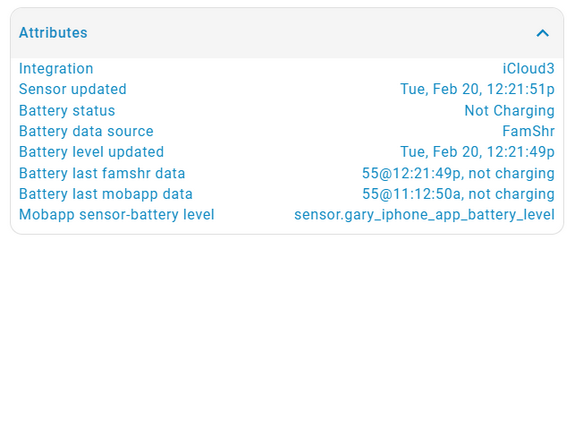 Attributes
Integration iCloud3
Sensor updated Tue, Feb 20, 12:21:51p
Battery status Not Charging
Battery data source FamShr
Battery level updated Tue, Feb 20, 12:21:49p
Battery last famshr data 55@12:21:49p, not charging
Battery last mobapp data 55@11:12:50a, not charging
Mobapp sensor-battery level sensor.gary_iphone_app_battery_level